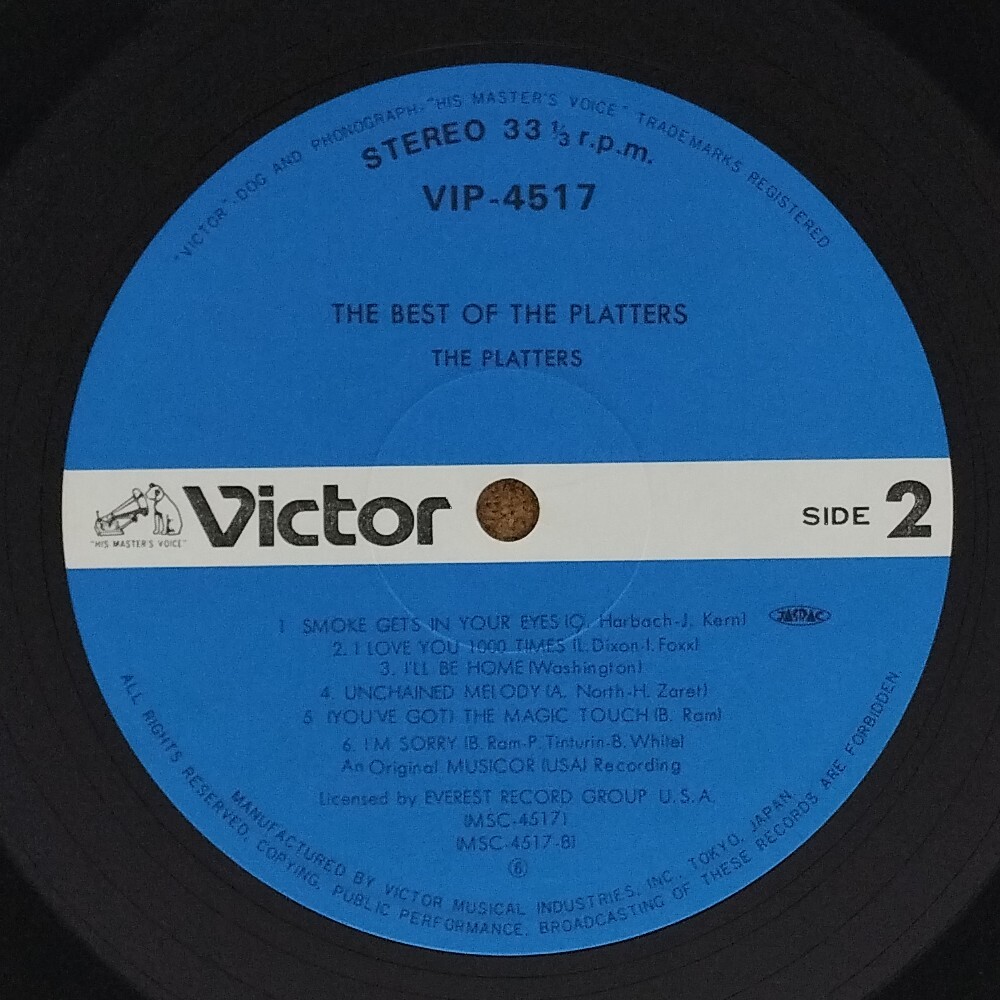 "VICTOR"-DOG AND PHONOGRAPH-"HIS MASTER'S VOICE" TRADEMARKS REGISTERED
STEREO 33 1/3 r.p.m.
VIP-4517
THE BEST OF THE PLATTERS
THE PLATTERS
"HIS MASTER'S VOICE"
Victor
SIDE 2
1 SMOKE GETS IN YOUR EYES (O. Harbach-J. Kern)
JASRAC
2. I LOVE YOU 1000 TIMES (L. Dixon-I. Foxx)
3. I'LL BE HOME (Washington)
4. UNCHAINED MELODY (A. North-H. Zaret)
5 (YOU'VE GOT) THE MAGIC TOUCH (B. Ram)
6. I'M SORRY (B. Ram-P. Tinturin-B. White)
An Original MUSICOR (USA) Recording
Licensed by EVEREST RECORD GROUP U.S.A.
(MSC-4517)
(MSC-4517-B)
⑥
MANUFACTURED BY VICTOR MUSICAL INDUSTRIES, INC., TOKYO, JAPAN
ALL RIGHTS RESERVED. COPYING, PUBLIC PERFORMANCE, BROADCASTING OF THESE RECORDS ARE FORBIDDEN